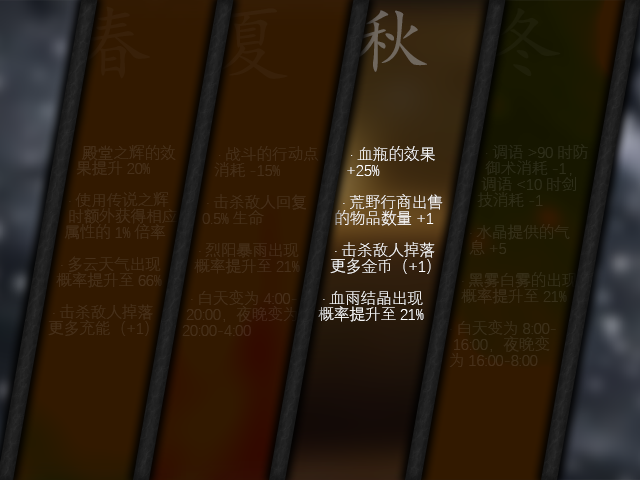 春
殿堂之辉的效
果提升 20%
使用传说之辉
时额外获得相应
属性的 1% 倍率
多云天气出现
概率提升至 66%
击杀敌人掉落
更多充能（+1）
夏
· 战斗的行动点
消耗 -15%
· 击杀敌人回复
0.5% 生命
· 烈阳暴雨出现
概率提升至 21%
· 白天变为 4:00-
20:00，夜晚变为
20:00-4:00
秋
· 血瓶的效果
+25%
· 荒野行商出售
的物品数量 +1
· 击杀敌人掉落
更多金币（+1）
· 血雨结晶出现
概率提升至 21%
冬
· 调语 >90 时防
御术消耗 -1，
调语 <10 时剑
技消耗 -1
· 水晶提供的气
息 +5
· 黑雾白雾的出现
概率提升至 21%
白天变为 8:00-
16:00，夜晚变
为 16:00-8:00